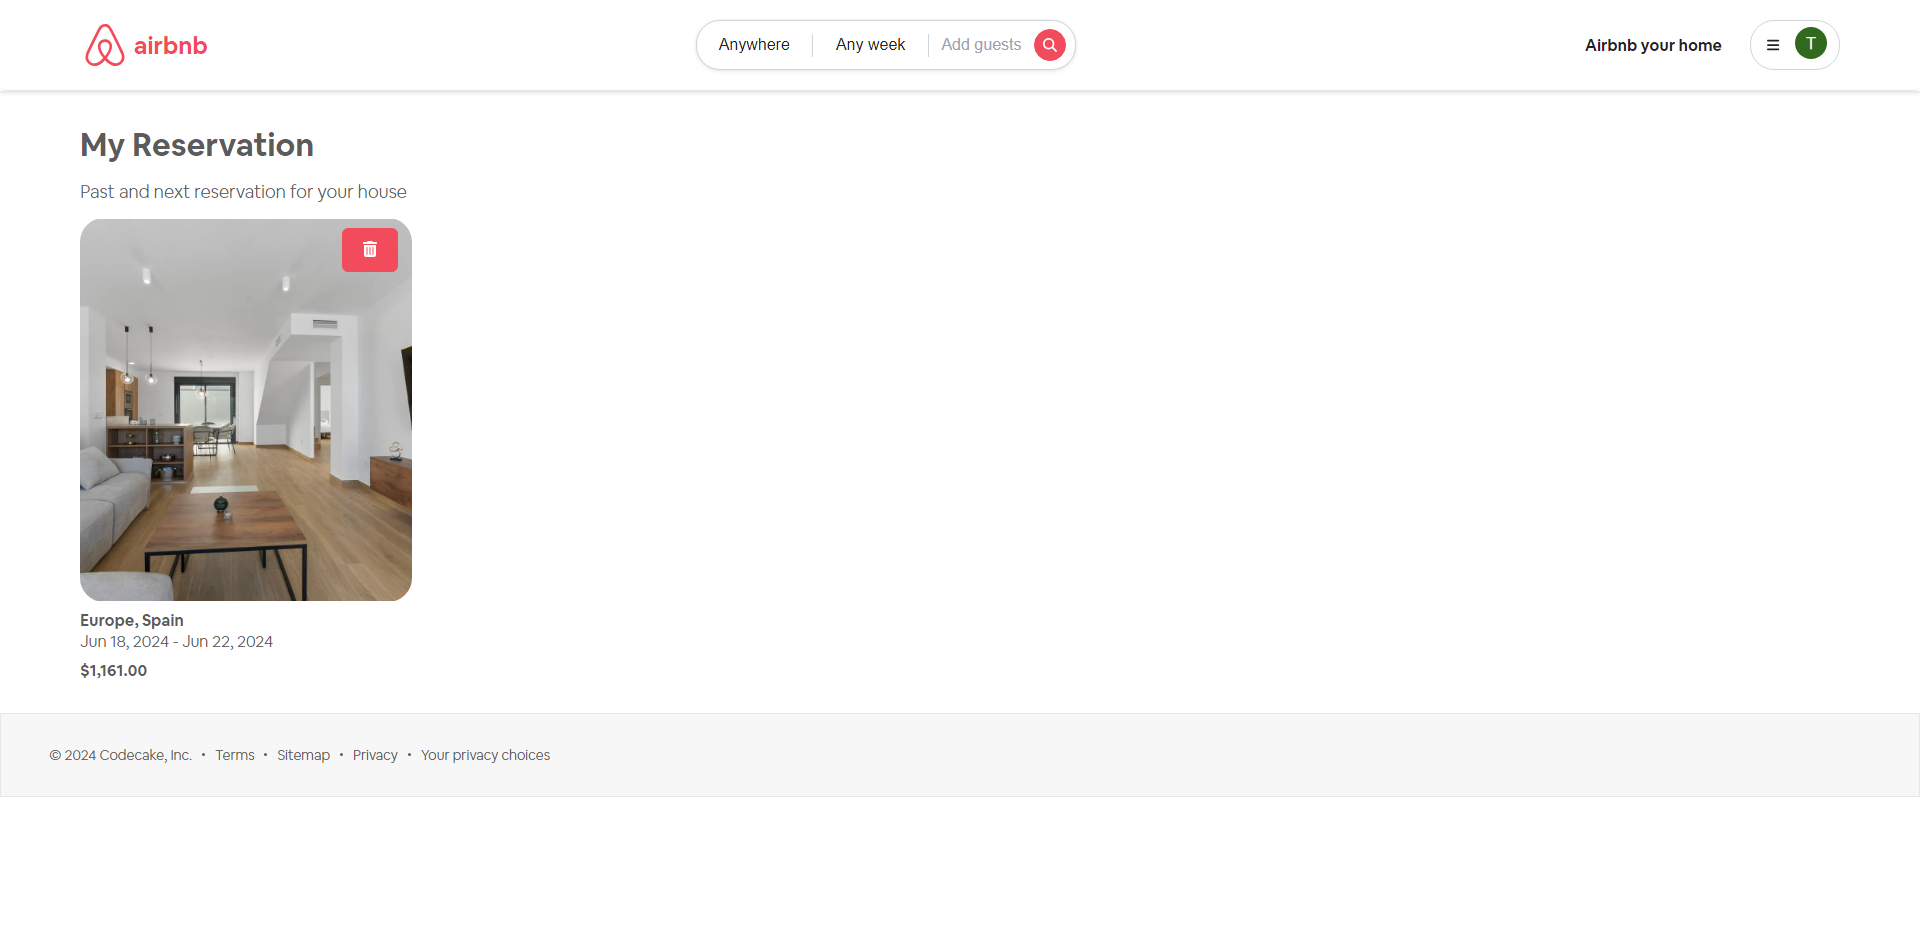 airbnb
Anywhere
Any week
Add guests
Airbnb your home
T
My Reservation
Past and next reservation for your house
Europe, Spain
Jun 18, 2024 - Jun 22, 2024
$1,161.00
© 2024 Codecake, Inc. • Terms • Sitemap • Privacy • Your privacy choices